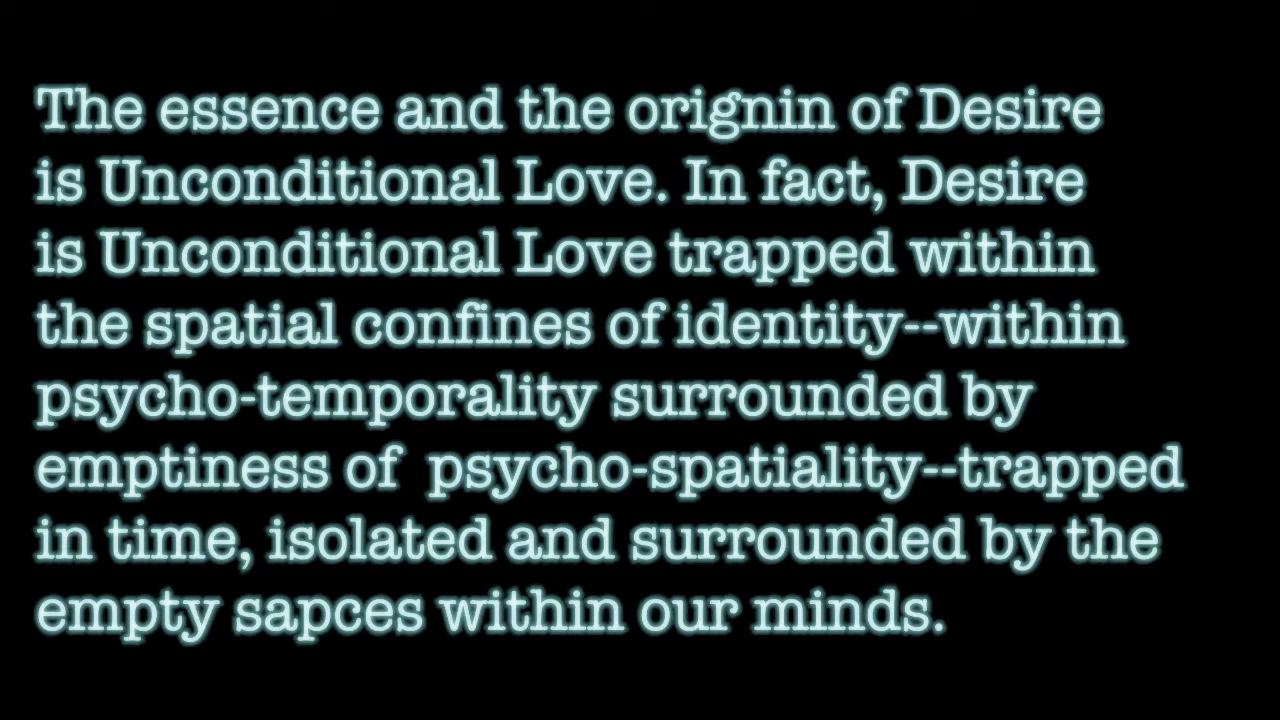 The essence and the orignin of Desire
is Unconditional Love. In fact, Desire
is Unconditional Love trapped within
the spatial confines of identity--within
psycho-temporality surrounded by
emptiness of  psycho-spatiality--trapped
in time, isolated and surrounded by the
empty sapces within our minds.